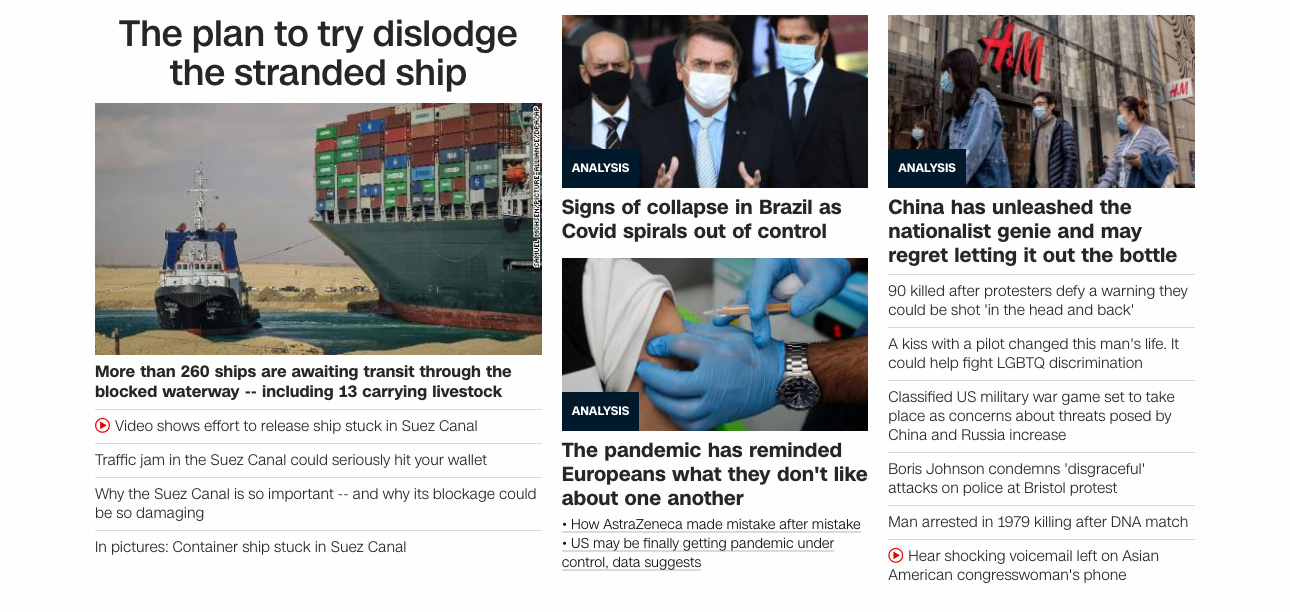 The plan to try dislodge
the stranded ship
SAMUEL MOHSEN/PICTURE ALLIANCE/DPA/AP
More than 260 ships are awaiting transit through the
blocked waterway -- including 13 carrying livestock
Video shows effort to release ship stuck in Suez Canal
Traffic jam in the Suez Canal could seriously hit your wallet
Why the Suez Canal is so important -- and why its blockage could
be so damaging
In pictures: Container ship stuck in Suez Canal
ANALYSIS
Signs of collapse in Brazil as
Covid spirals out of control
ANALYSIS
The pandemic has reminded
Europeans what they don't like
about one another
• How AstraZeneca made mistake after mistake
• US may be finally getting pandemic under
control, data suggests
H&M
H&M
ANALYSIS
China has unleashed the
nationalist genie and may
regret letting it out the bottle
90 killed after protesters defy a warning they
could be shot 'in the head and back'
A kiss with a pilot changed this man's life. It
could help fight LGBTQ discrimination
Classified US military war game set to take
place as concerns about threats posed by
China and Russia increase
Boris Johnson condemns 'disgraceful'
attacks on police at Bristol protest
Man arrested in 1979 killing after DNA match
Hear shocking voicemail left on Asian
American congresswoman's phone